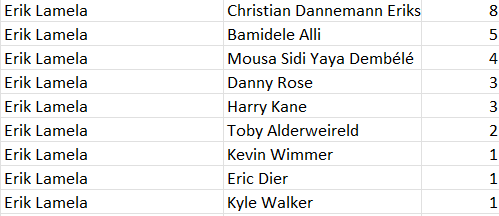 Erik Lamela Christian Dannemann Eriks 8
Erik Lamela Bamidele Alli 5
Erik Lamela Mousa Sidi Yaya Dembélé 4
Erik Lamela Danny Rose 3
Erik Lamela Harry Kane 3
Erik Lamela Toby Alderweireld 2
Erik Lamela Kevin Wimmer 1
Erik Lamela Eric Dier 1
Erik Lamela Kyle Walker 1